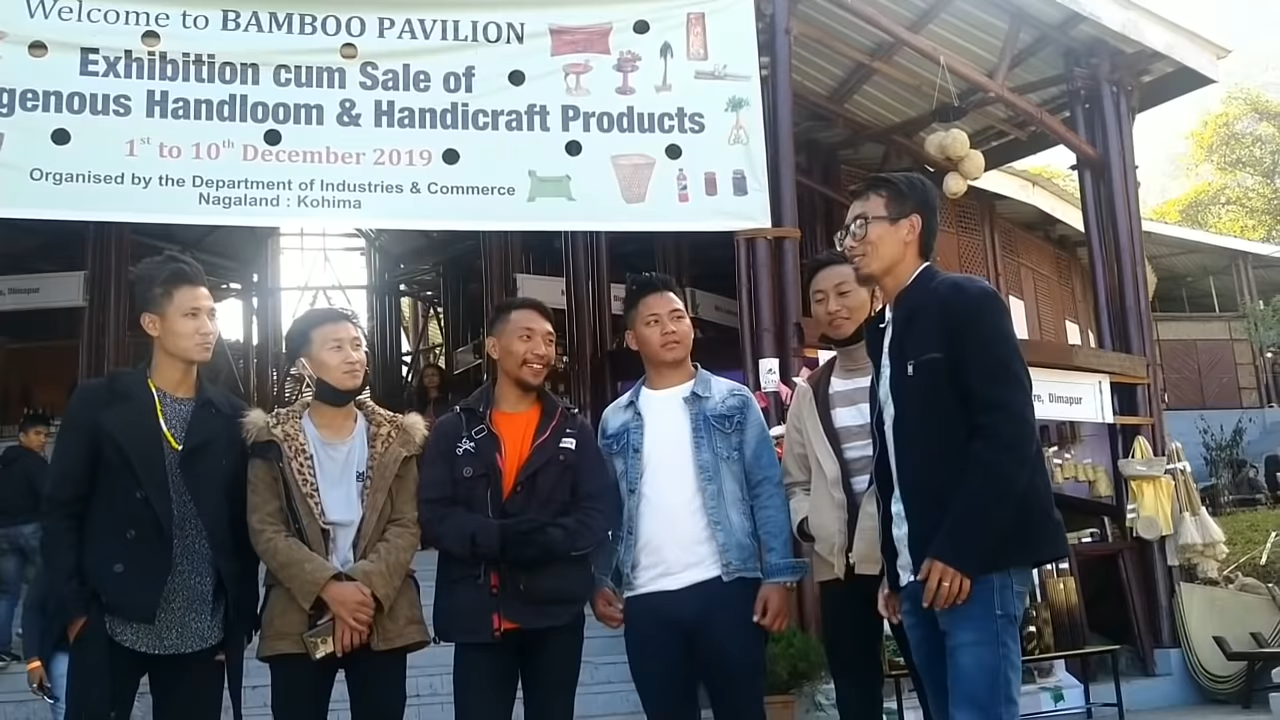 Welcome to BAMBOO PAVILION
Exhibition cum Sale of
genous Handloom & Handicraft Products
1st to 10th December 2019
Organised by the Department of Industries & Commerce
Nagaland : Kohima
, Dimapur
tre, Dimapur